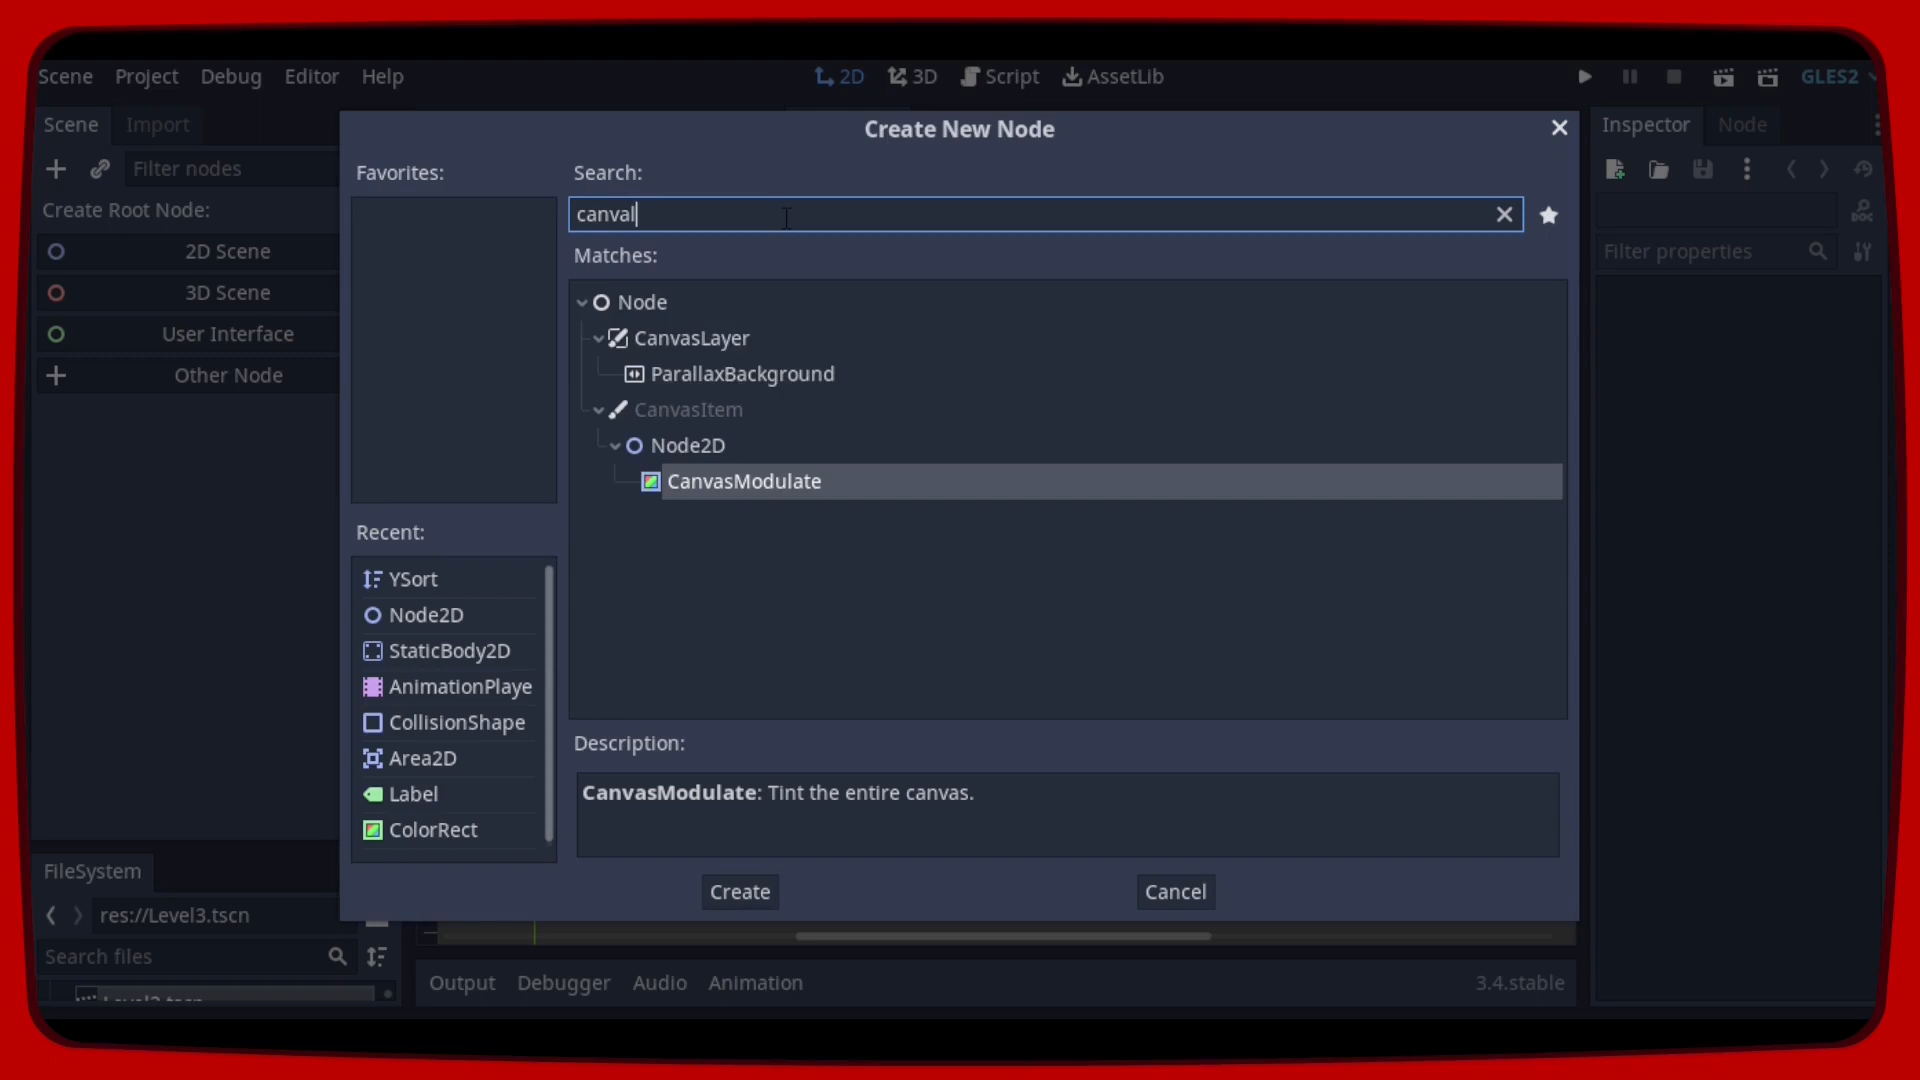 Scene Project Debug Editor Help 2D 3D Script AssetLib GLES2
Scene Import
Filter nodes
Create Root Node:
2D Scene
3D Scene
User Interface
Other Node
Create New Node
Favorites:
Search:
canval
Matches:
Node
CanvasLayer
ParallaxBackground
CanvasItem
Node2D
CanvasModulate
Recent:
YSort
Node2D
StaticBody2D
AnimationPlaye
CollisionShape
Area2D
Label
ColorRect
Description:
CanvasModulate: Tint the entire canvas.
Create Cancel
Inspector Node
DOC
Filter properties
FileSystem
res://Level3.tscn
Search files
Output Debugger Audio Animation 3.4.stable